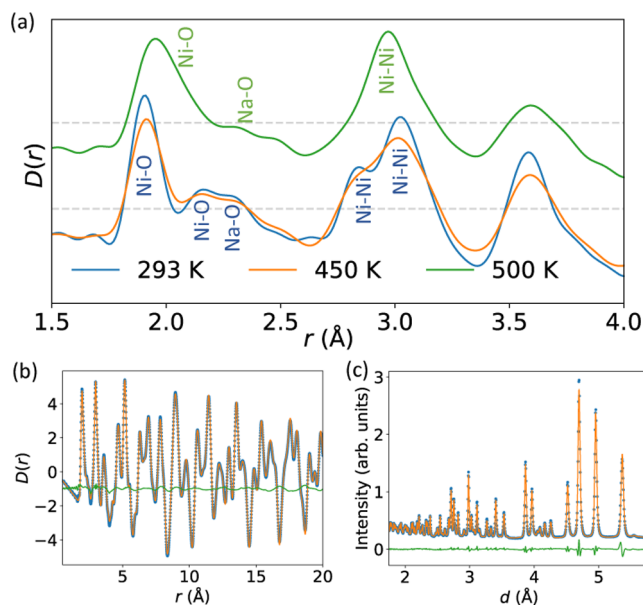 (a)
D(r)
Ni-O
Na-O
Ni-Ni
Ni-O
Ni-O
Na-O
Ni-Ni
Ni-Ni
293 K 450 K 500 K
1.5 2.0 2.5 3.0 3.5 4.0
r (Å)
(b)
D(r)
4
2
0
−2
−4
5 10 15 20
r (Å)
(c)
Intensity (arb. units)
3
2
1
0
2 3 4 5
d (Å)